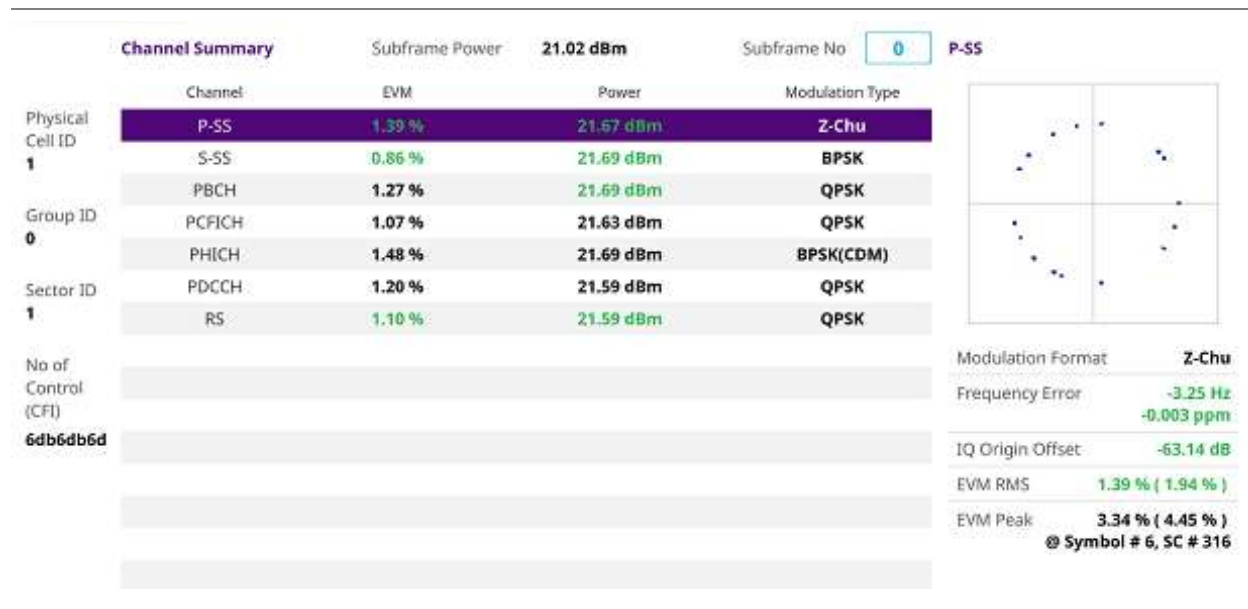 Channel Summary Subframe Power 21.02 dBm Subframe No 0 P-SS
Channel EVM Power Modulation Type
Physical
Cell ID
1
Group ID
0
Sector ID
1
No of
Control
(CFI)
6db6db6d
P-SS 1.39 % 21.67 dBm Z-Chu
S-SS 0.86 % 21.69 dBm BPSK
PBCH 1.27 % 21.69 dBm QPSK
PCFICH 1.07 % 21.63 dBm QPSK
PHICH 1.48 % 21.69 dBm BPSK(CDM)
PDCCH 1.20 % 21.59 dBm QPSK
RS 1.10 % 21.59 dBm QPSK
Modulation Format Z-Chu
Frequency Error -3.25 Hz
-0.003 ppm
IQ Origin Offset -63.14 dB
EVM RMS 1.39 % ( 1.94 % )
EVM Peak 3.34 % ( 4.45 % )
@ Symbol # 6, SC # 316